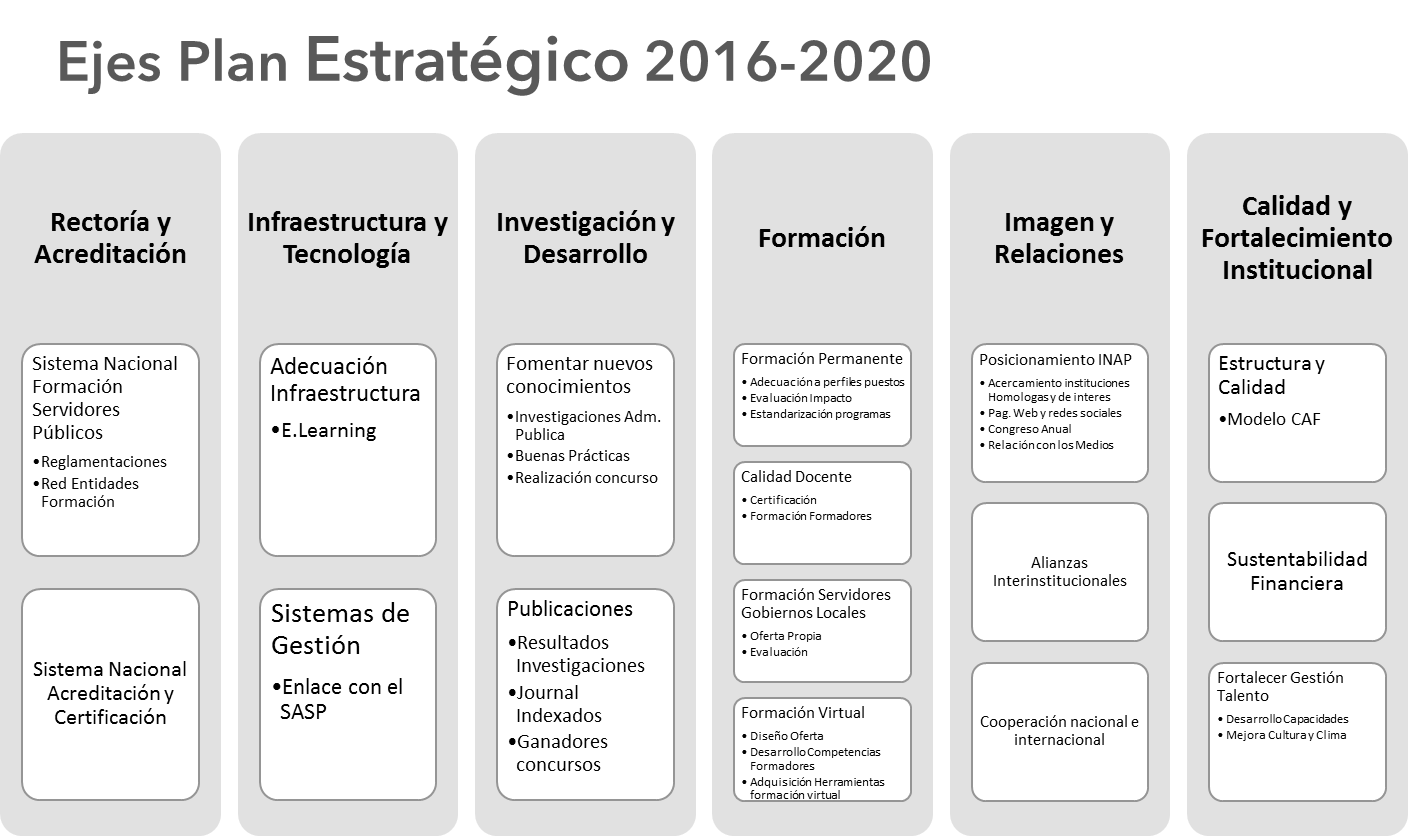 Ejes Plan Estratégico 2016-2020
Rectoría y
Acreditación
Sistema Nacional
Formación
Servidores
Públicos
•Reglamentaciones
•Red Entidades
Formación
Sistema Nacional
Acreditación y
Certificación
Infraestructura y
Tecnología
Adecuación
Infraestructura
•E.Learning
Sistemas de
Gestión
•Enlace con el
SASP
Investigación y
Desarrollo
Fomentar nuevos
conocimientos
•Investigaciones Adm.
Publica
•Buenas Prácticas
•Realización concurso
Publicaciones
•Resultados
Investigaciones
•Journal
Indexados
•Ganadores
concursos
Formación
Formación Permanente
• Adecuación a perfiles puestos
• Evaluación Impacto
• Estandarización programas
Calidad Docente
• Certificación
• Formación Formadores
Formación Servidores
Gobiernos Locales
• Oferta Propia
• Evaluación
Formación Virtual
• Diseño Oferta
• Desarrollo Competencias
Formadores
• Adquisición Herramientas
formación virtual
Imagen y
Relaciones
Posicionamiento INAP
• Acercamiento instituciones
Homologas y de interes
• Pag. Web y redes sociales
• Congreso Anual
• Relación con los Medios
Alianzas
Interinstitucionales
Cooperación nacional e
internacional
Calidad y
Fortalecimiento
Institucional
Estructura y
Calidad
•Modelo CAF
Sustentabilidad
Financiera
Fortalecer Gestión
Talento
• Desarrollo Capacidades
• Mejora Cultura y Clima